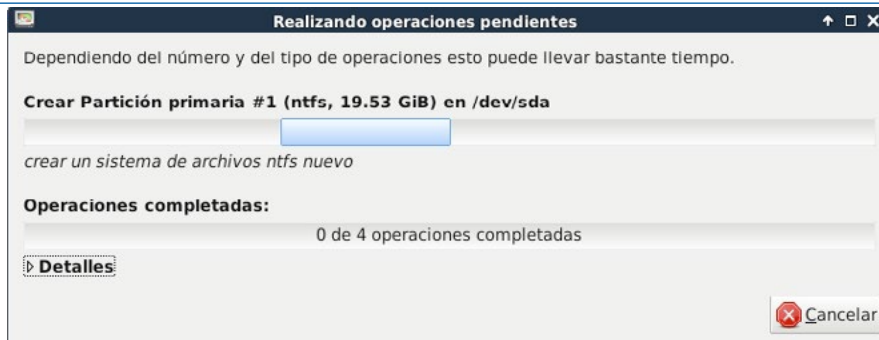 Realizando operaciones pendientes
Dependiendo del número y del tipo de operaciones esto puede llevar bastante tiempo.
Crear Partición primaria #1 (ntfs, 19.53 GiB) en /dev/sda
crear un sistema de archivos ntfs nuevo
Operaciones completadas:
0 de 4 operaciones completadas
Detalles
Cancelar